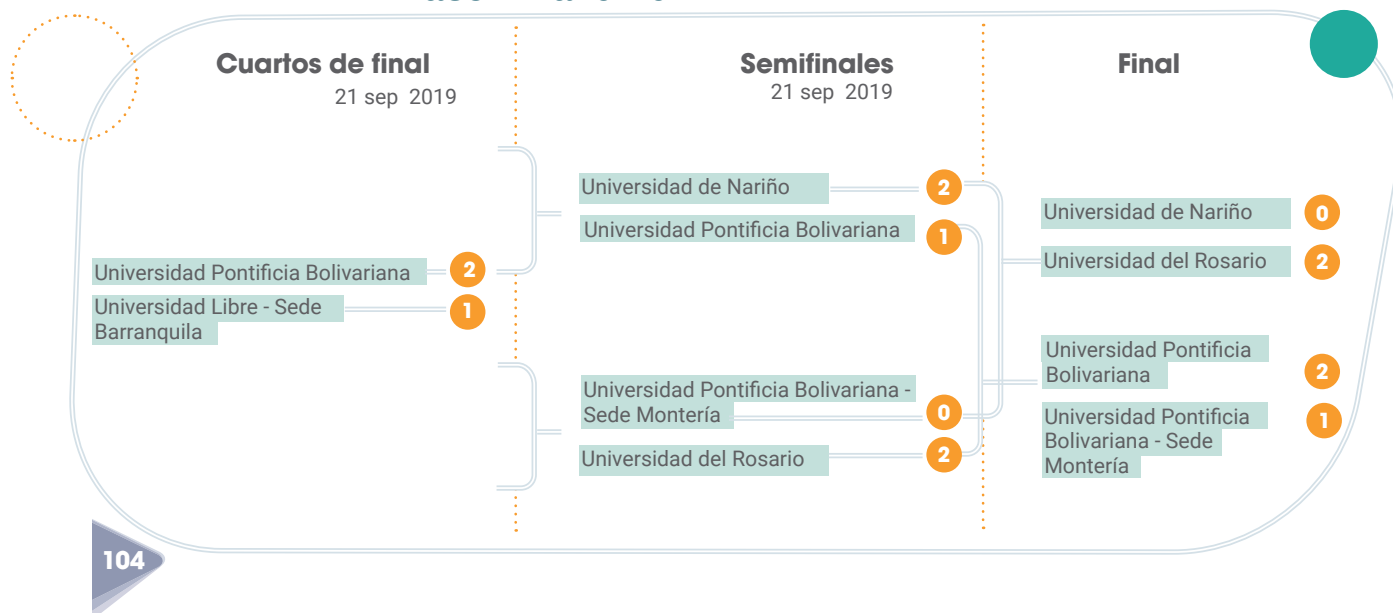 Cuartos de final
21 sep 2019
Universidad Pontificia Bolivariana 2
Universidad Libre - Sede 1
Barranquila
Semifinales
21 sep 2019
Universidad de Nariño 2
Universidad Pontificia Bolivariana 1
Universidad Pontificia Bolivariana -
Sede Montería 0
Universidad del Rosario 2
Final
Universidad de Nariño 0
Universidad del Rosario 2
Universidad Pontificia
Bolivariana 2
Universidad Pontificia 1
Bolivariana - Sede
Montería
104